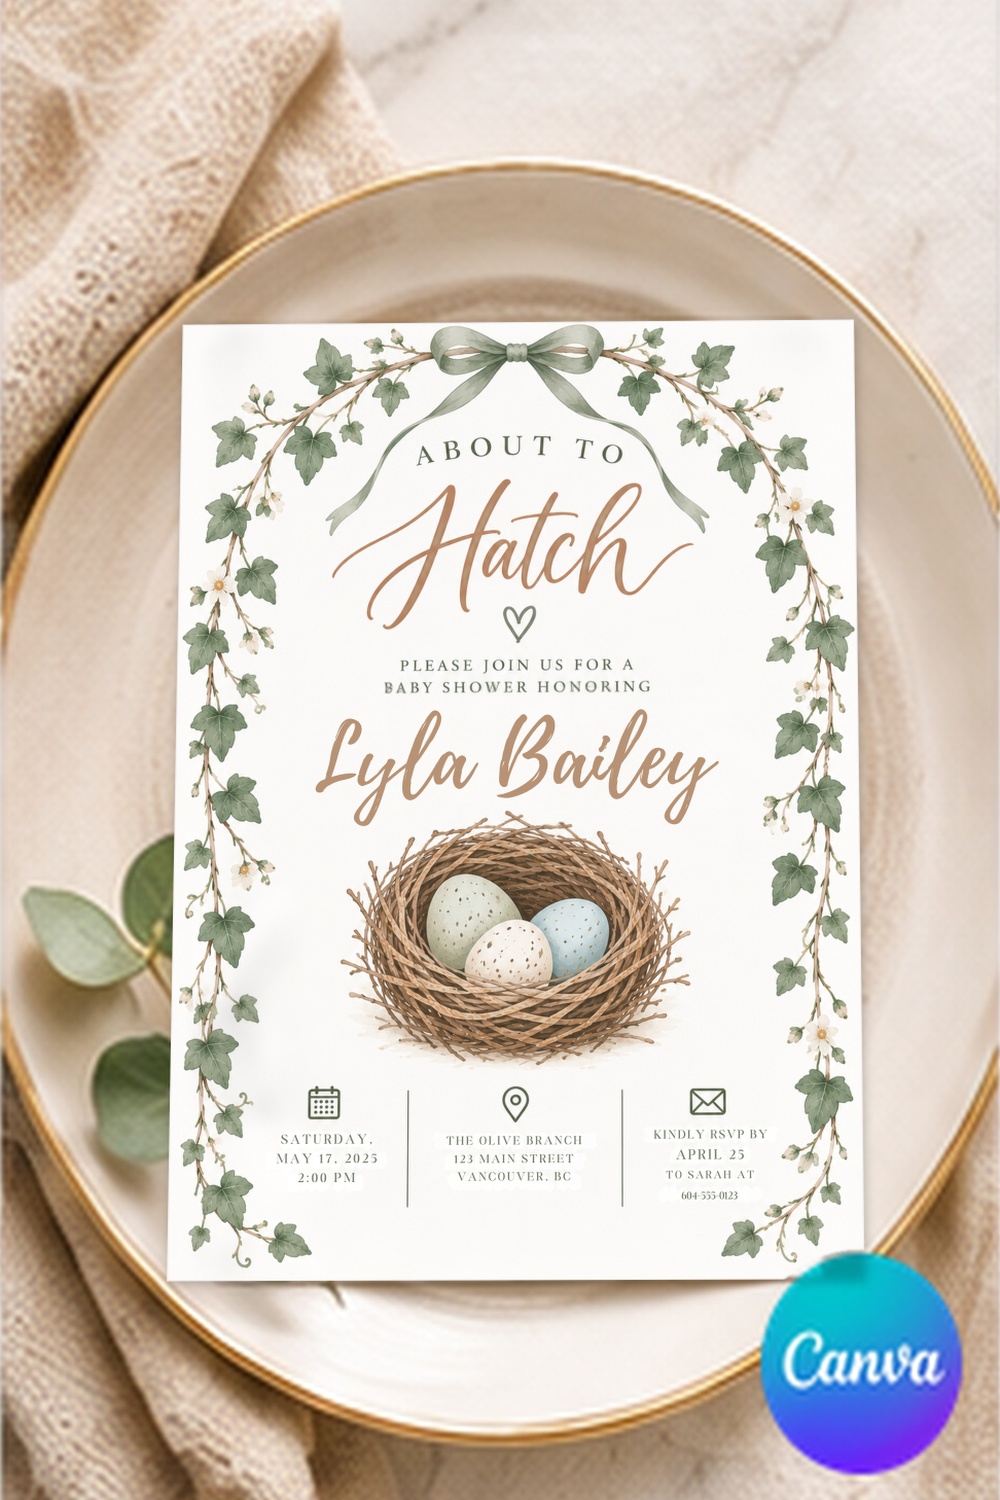 ABOUT TO
Hatch
PLEASE JOIN US FOR A
BABY SHOWER HONORING
Lyla Bailey
SATURDAY,
MAY 17, 2025
2:00 PM
THE OLIVE BRANCH
123 MAIN STREET
VANCOUVER, BC
KINDLY RSVP BY
APRIL 25
TO SARAH AT
604-555-0123
Canva